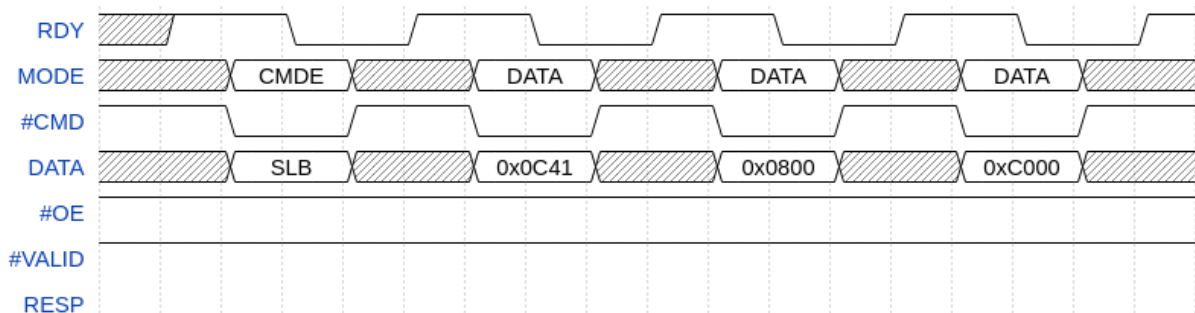 RDY
MODE CMDE DATA DATA DATA
#CMD
DATA SLB 0x0C41 0x0800 0xC000
#OE
#VALID
RESP